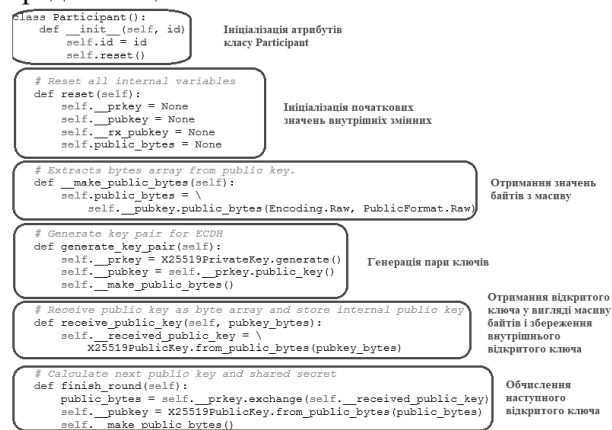 class Participant():
def __init__(self, id)
self.id = id
self.reset()
Ініціалізація атрибутів
класу Participant
# Reset all internal variables
def reset(self):
self.__prkey = None
self.__pubkey = None
self.__rx_pubkey = None
self.public_bytes = None
Ініціалізація початкових
значень внутрішніх змінних
# Extracts bytes array from public key.
def __make_public_bytes(self):
self.public_bytes = \
self.__pubkey.public_bytes(Encoding.Raw, PublicFormat.Raw)
Отримання значень
байтів з масиву
# Generate key pair for ECDH
def generate_key_pair(self):
self.__prkey = X25519PrivateKey.generate()
self.__pubkey = self.__prkey.public_key()
self.__make_public_bytes()
Генерація пари ключів
# Receive public key as byte array and store internal public key
def receive_public_key(self, pubkey_bytes):
self.__received_public_key = \
X25519PublicKey.from_public_bytes(pubkey_bytes)
Отримання відкритого
ключа у вигляді масиву
байтів і збереження
внутрішнього
відкритого ключа
# Calculate next public key and shared secret
def finish_round(self):
public_bytes = self.__prkey.exchange(self.__received_public_key)
self.__pubkey = X25519PublicKey.from_public_bytes(public_bytes)
self.__make_public_bytes()
Обчислення
наступного
відкритого ключа